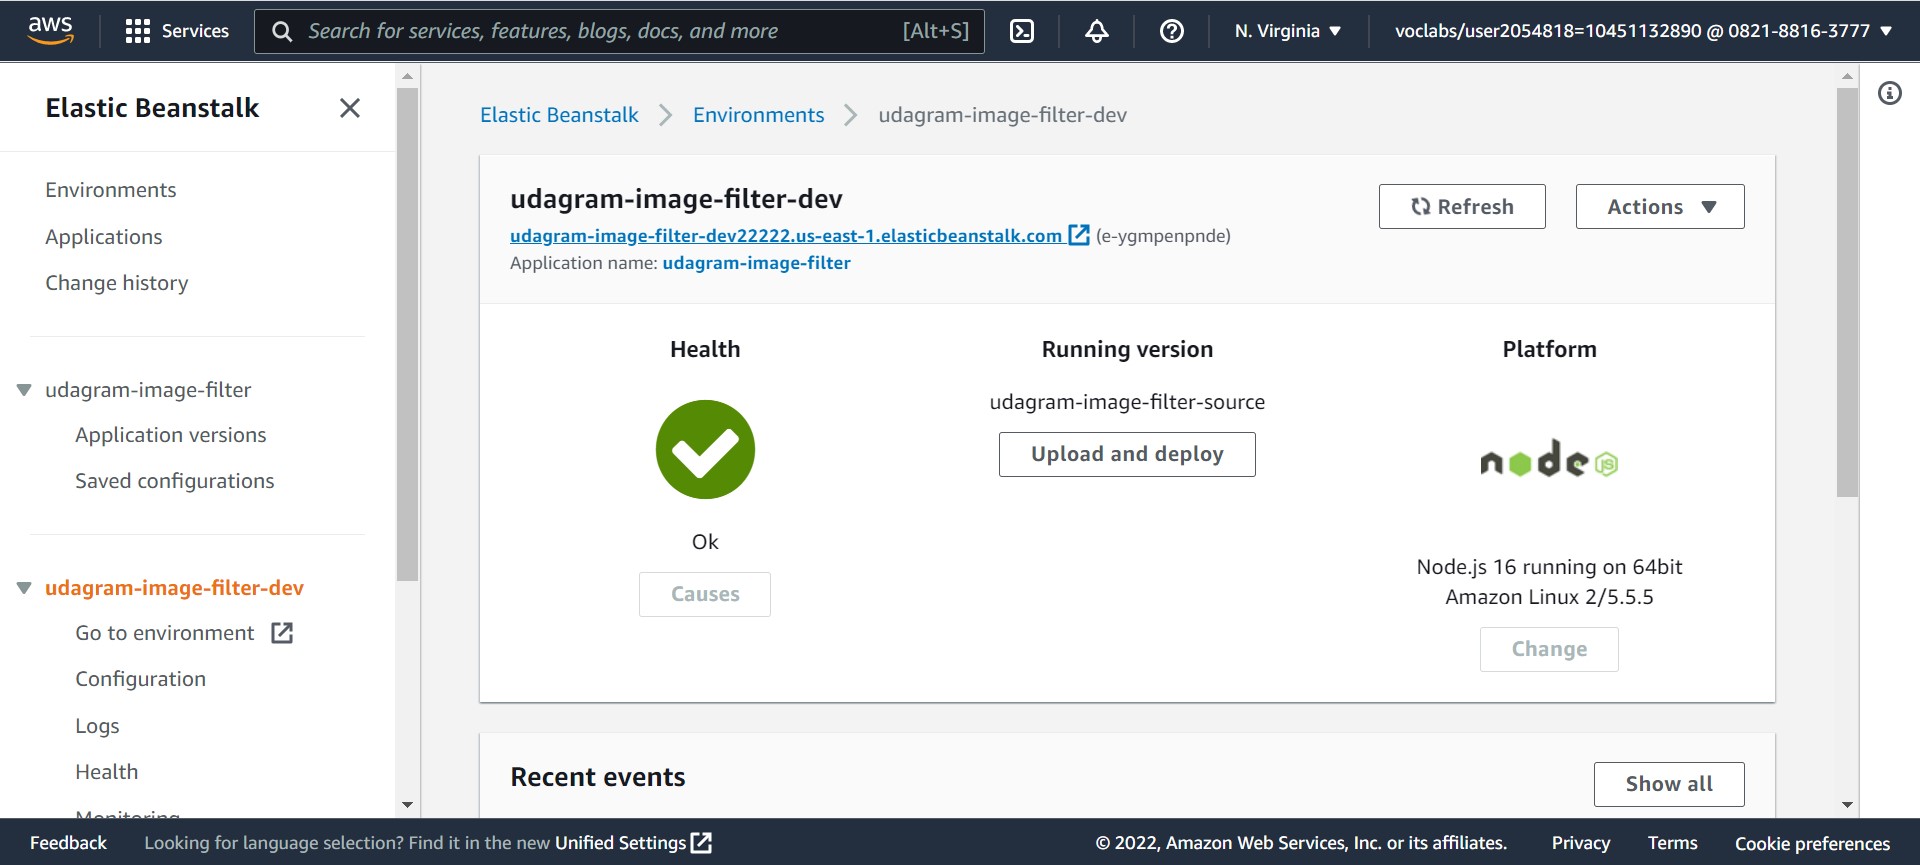 aws
Services
Search for services, features, blogs, docs, and more [Alt+S]
N. Virginia
voclabs/user2054818=10451132890 @ 0821-8816-3777
Elastic Beanstalk
Environments
Applications
Change history
udagram-image-filter
Application versions
Saved configurations
udagram-image-filter-dev
Go to environment
Configuration
Logs
Health
Monitoring
Elastic Beanstalk
Environments
udagram-image-filter-dev
udagram-image-filter-dev
udagram-image-filter-dev22222.us-east-1.elasticbeanstalk.com (e-ygmpenpnde)
Application name: udagram-image-filter
Refresh
Actions
Health
Ok
Causes
Running version
udagram-image-filter-source
Upload and deploy
Platform
node JS
Node.js 16 running on 64bit
Amazon Linux 2/5.5.5
Change
Recent events
Show all
Feedback
Looking for language selection? Find it in the new Unified Settings
© 2022, Amazon Web Services, Inc. or its affiliates.
Privacy
Terms
Cookie preferences